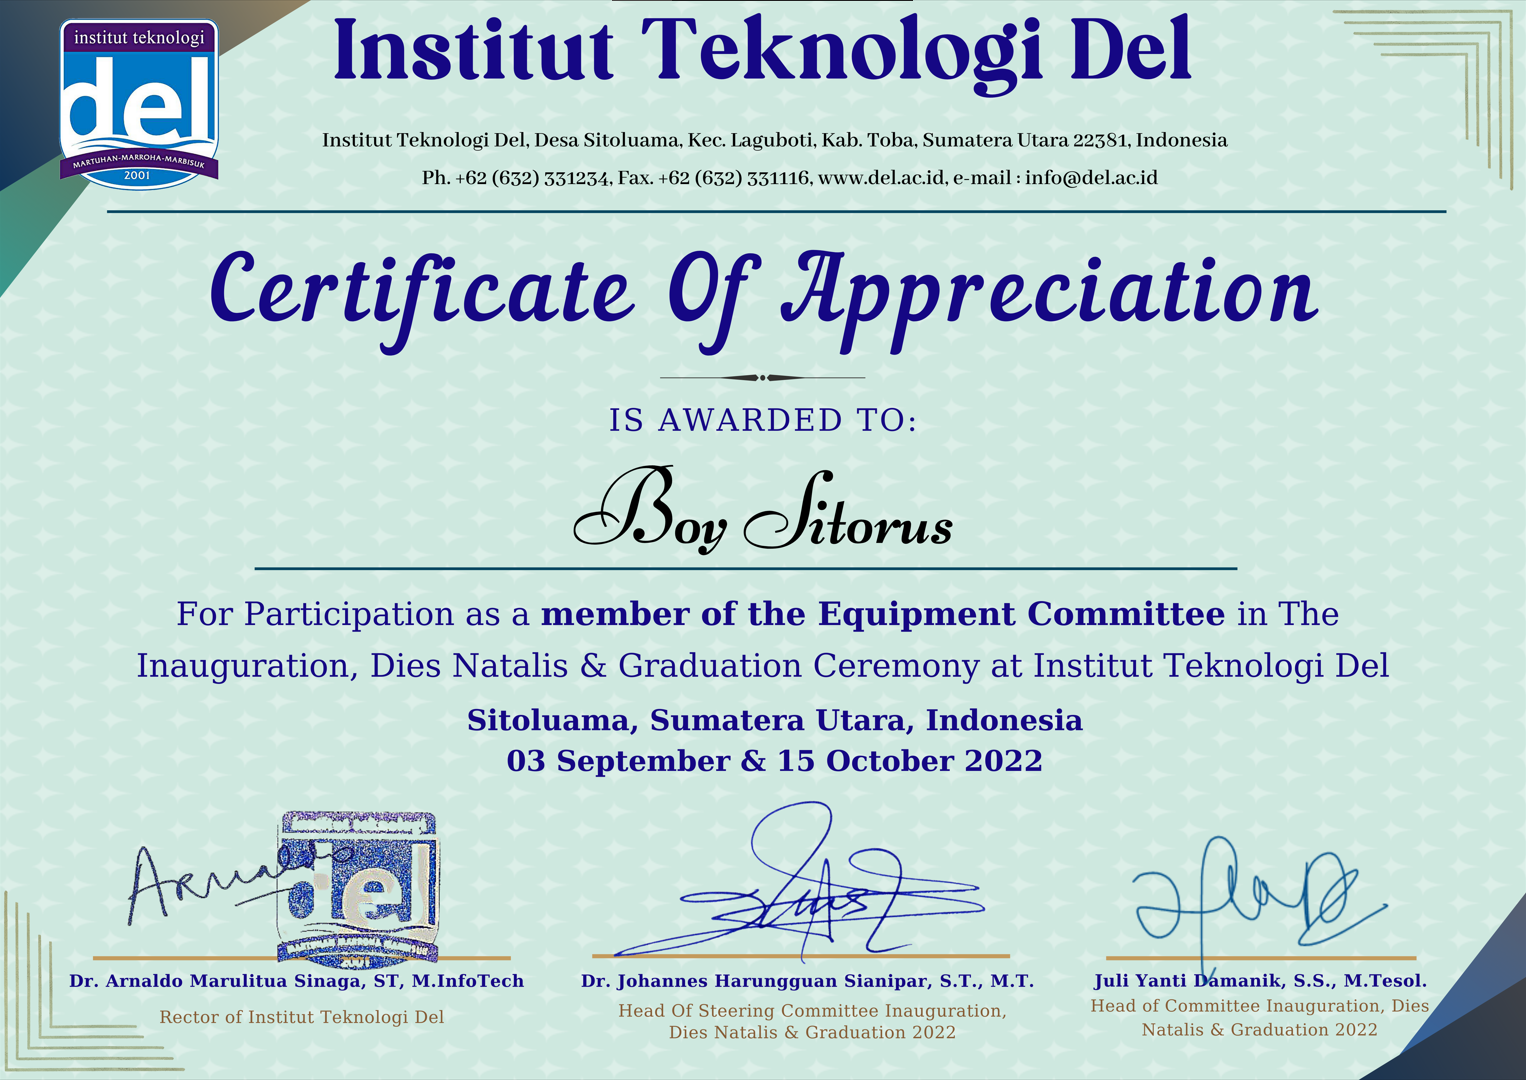 institut teknologi
del
MARTUHAN-MARROHA-MARBISUK
2001
Institut Teknologi Del
Institut Teknologi Del, Desa Sitoluama, Kec. Laguboti, Kab. Toba, Sumatera Utara 22381, Indonesia
Ph. +62 (632) 331234, Fax. +62 (632) 331116, www.del.ac.id, e-mail : info@del.ac.id
Certificate Of Appreciation
IS AWARDED TO:
Boy Sitorus
For Participation as a member of the Equipment Committee in The
Inauguration, Dies Natalis & Graduation Ceremony at Institut Teknologi Del
Sitoluama, Sumatera Utara, Indonesia
03 September & 15 October 2022
Arnaldo
del
Dr. Arnaldo Marulitua Sinaga, ST, M.InfoTech
Rector of Institut Teknologi Del
Dr. Johannes Harungguan Sianipar, S.T., M.T.
Head Of Steering Committee Inauguration,
Dies Natalis & Graduation 2022
Juli Yanti Damanik, S.S., M.Tesol.
Head of Committee Inauguration, Dies
Natalis & Graduation 2022